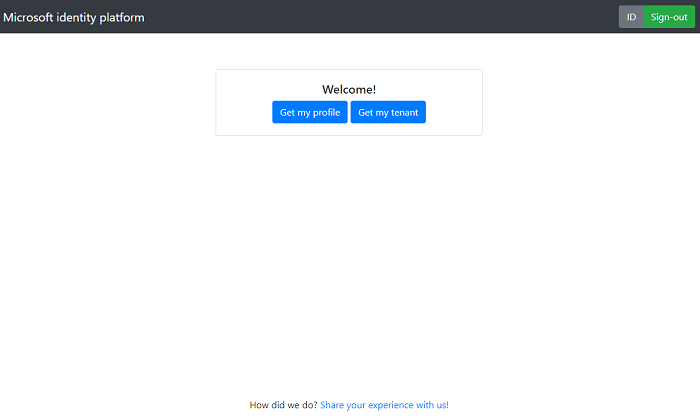 Microsoft identity platform
ID Sign-out
Welcome!
Get my profile Get my tenant
How did we do? Share your experience with us!